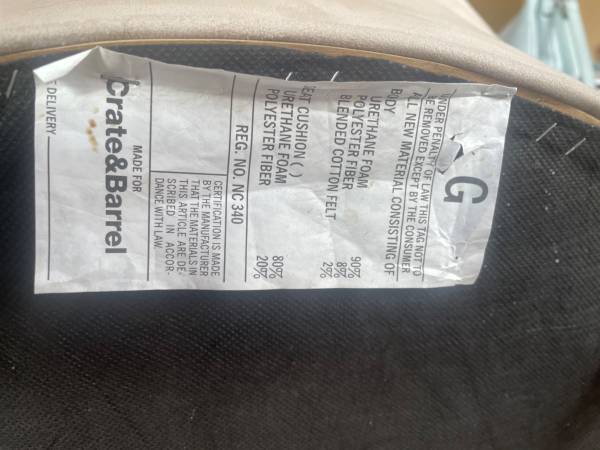 G
UNDER PENALTY OF LAW THIS TAG NOT TO
BE REMOVED EXCEPT BY THE CONSUMER
ALL NEW MATERIAL CONSISTING OF
BODY
URETHANE FOAM 90%
POLYESTER FIBER 8%
BLENDED COTTON FELT 2%
SEAT CUSHION ( )
URETHANE FOAM 80%
POLYESTER FIBER 20%
REG. NO. NC 340
CERTIFICATION IS MADE
BY THE MANUFACTURER
THAT THE MATERIALS IN
THIS ARTICLE ARE DE-
SCRIBED IN ACCOR-
DANCE WITH LAW.
MADE FOR
Crate&Barrel
DELIVERY